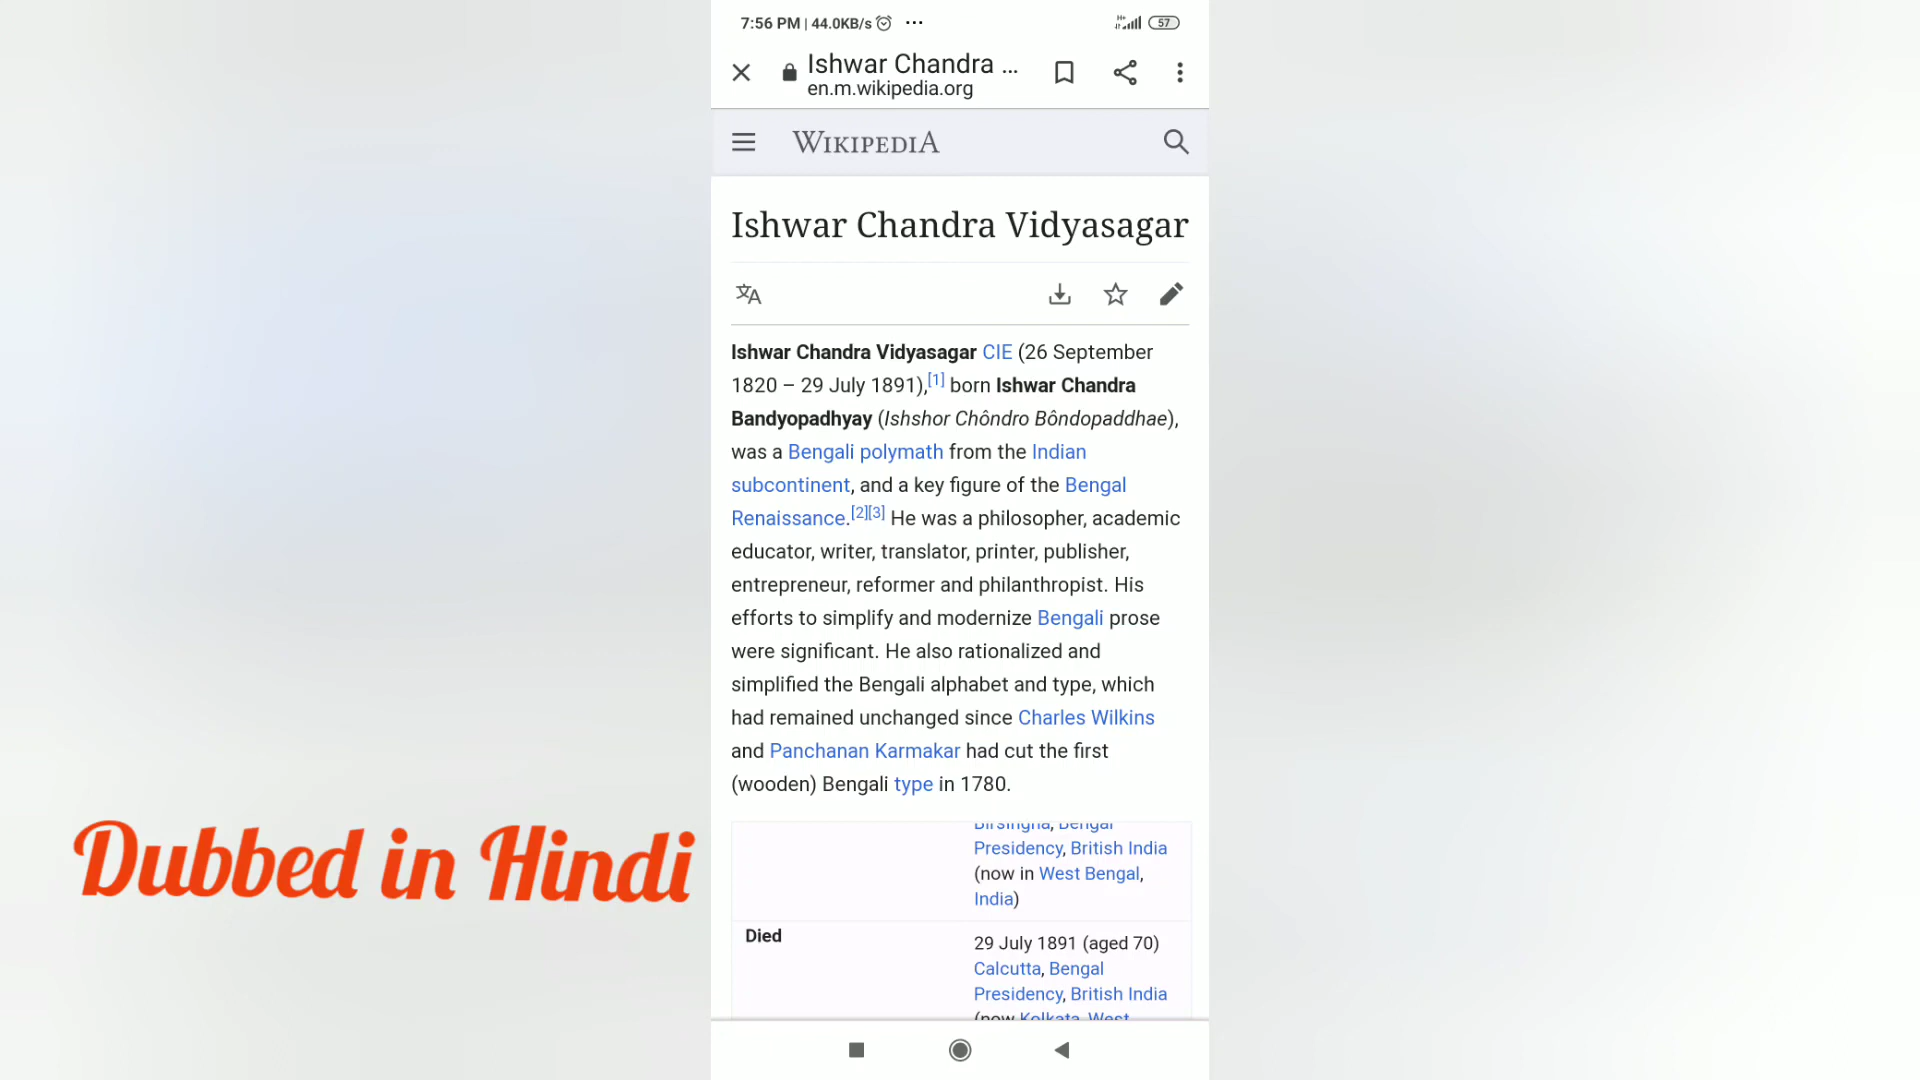 7:56 PM | 44.0KB/s
57
Ishwar Chandra ...
en.m.wikipedia.org
WIKIPEDIA
Ishwar Chandra Vidyasagar
Ishwar Chandra Vidyasagar CIE (26 September
1820 – 29 July 1891),[1] born Ishwar Chandra
Bandyopadhyay (Ishshor Chôndro Bôndopaddhae),
was a Bengali polymath from the Indian
subcontinent, and a key figure of the Bengal
Renaissance.[2][3] He was a philosopher, academic
educator, writer, translator, printer, publisher,
entrepreneur, reformer and philanthropist. His
efforts to simplify and modernize Bengali prose
were significant. He also rationalized and
simplified the Bengali alphabet and type, which
had remained unchanged since Charles Wilkins
and Panchanan Karmakar had cut the first
(wooden) Bengali type in 1780.
Birsingha, Bengal
Presidency, British India
(now in West Bengal,
India)
Died
29 July 1891 (aged 70)
Calcutta, Bengal
Presidency, British India
(now Kolkata, West
Dubbed in Hindi